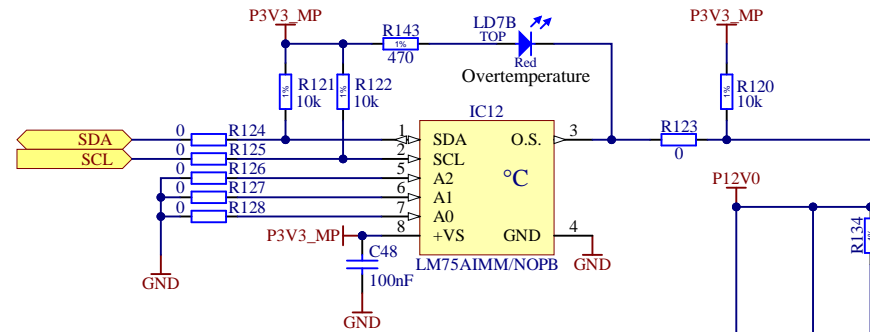 P3V3_MP
LD7B
P3V3_MP
R143
TOP
1%
470
Red
Overtemperature
R121
R122
R120
1%
1%
1%
10k
10k
10k
IC12
0
R124
1
SDA
O.S.
3
R123
SDA
0
R125
2
SCL
0
SCL
0
R126
5
A2
°C
P12V0
0
R127
6
A1
0
R128
7
A0
8
+VS
GND
4
P3V3_MP
R134
C48
LM75AIMM/NOPB
GND
GND
100nF
GND